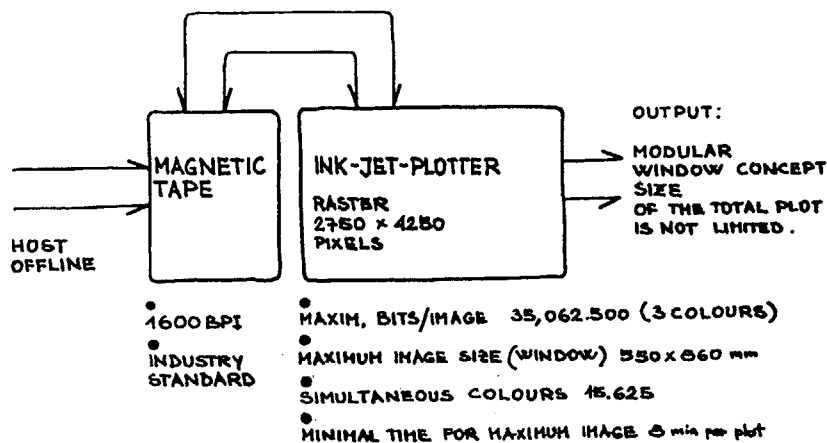 OUTPUT:
MODULAR
WINDOW CONCEPT
SIZE
OF THE TOTAL PLOT
IS NOT LIMITED.
MAGNETIC
TAPE
INK-JET-PLOTTER
RASTER
2750 x 4250
PIXELS
HOST
OFFLINE
1600 BPI
INDUSTRY
STANDARD
MAXIM. BITS/IMAGE 35,062.500 (3 COLOURS)
MAXIMUM IMAGE SIZE (WINDOW) 550 x 860 mm
SIMULTANEOUS COLOURS 15.625
MINIMAL TIME FOR MAXIMUM IMAGE min per plot